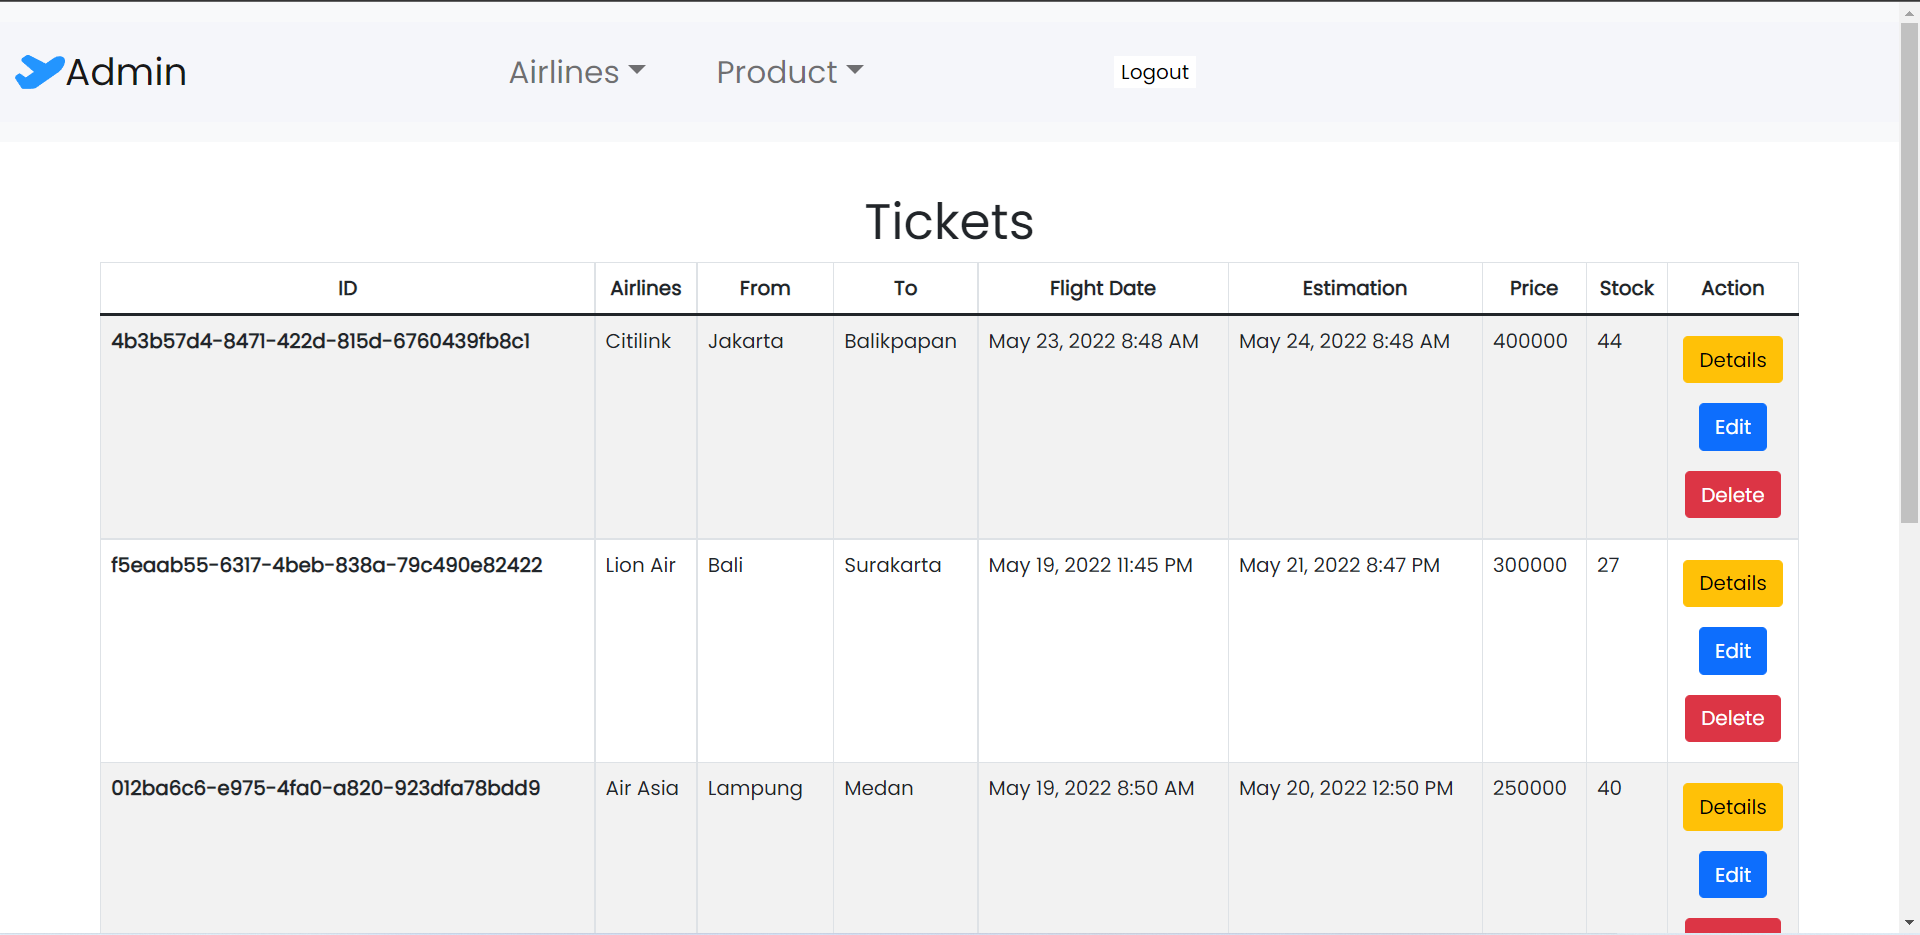 Admin Airlines Product Logout
Tickets
ID Airlines From To Flight Date Estimation Price Stock Action
4b3b57d4-8471-422d-815d-6760439fb8c1 Citilink Jakarta Balikpapan May 23, 2022 8:48 AM May 24, 2022 8:48 AM 400000 44 Details
Edit
Delete
f5eaab55-6317-4beb-838a-79c490e82422 Lion Air Bali Surakarta May 19, 2022 11:45 PM May 21, 2022 8:47 PM 300000 27 Details
Edit
Delete
012ba6c6-e975-4fa0-a820-923dfa78bdd9 Air Asia Lampung Medan May 19, 2022 8:50 AM May 20, 2022 12:50 PM 250000 40 Details
Edit